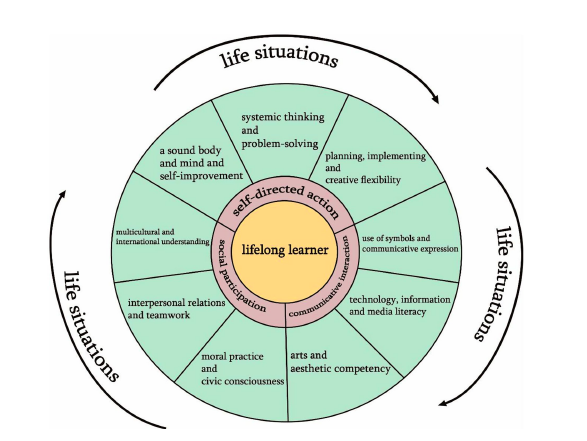 life situations
systemic thinking
and
problem-solving
planning, implementing
and
creative flexibility
a sound body
and mind and
self-improvement
self-directed action
lifelong learner
social participation
communicative interaction
use of symbols and
communicative expression
multicultural and
international understanding
technology, information
and media literacy
interpersonal relations
and teamwork
arts and
aesthetic competency
moral practice
and
civic consciousness
life situations
life situations